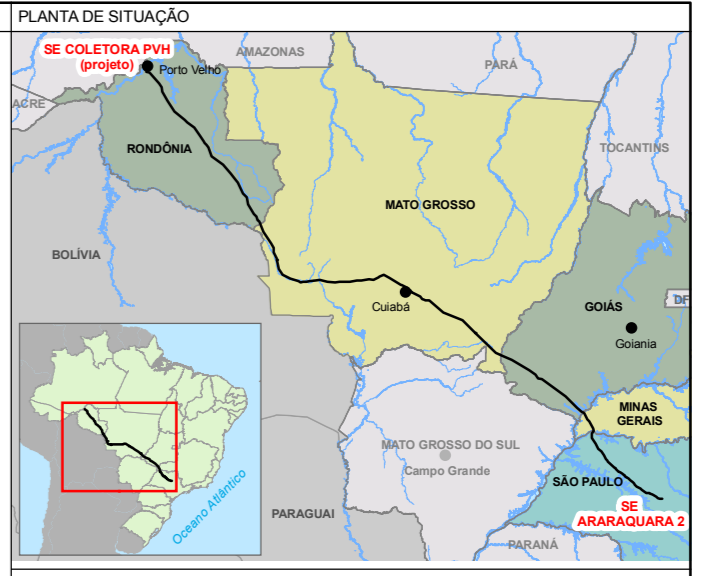 PLANTA DE SITUAÇÃO
SE COLETORA PVH
(projeto)
Porto Velho
AMAZONAS
PARÁ
ACRE
TOCANTINS
RONDÔNIA
MATO GROSSO
BOLÍVIA
Cuiabá
GOIÁS
DF
Goiania
MINAS
GERAIS
MATO GROSSO DO SUL
Campo Grande
SÃO PAULO
SE
ARARAQUARA 2
PARAGUAI
PARANÁ
Oceano Atlântico